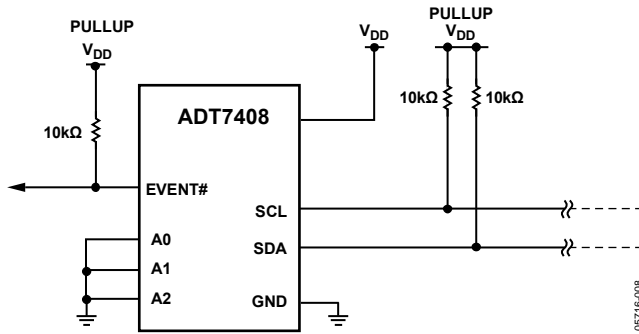 PULLUP
VDD
10kΩ
EVENT#
A0
A1
A2
ADT7408
SCL
SDA
GND
VDD
PULLUP
VDD
10kΩ
10kΩ
05716-008